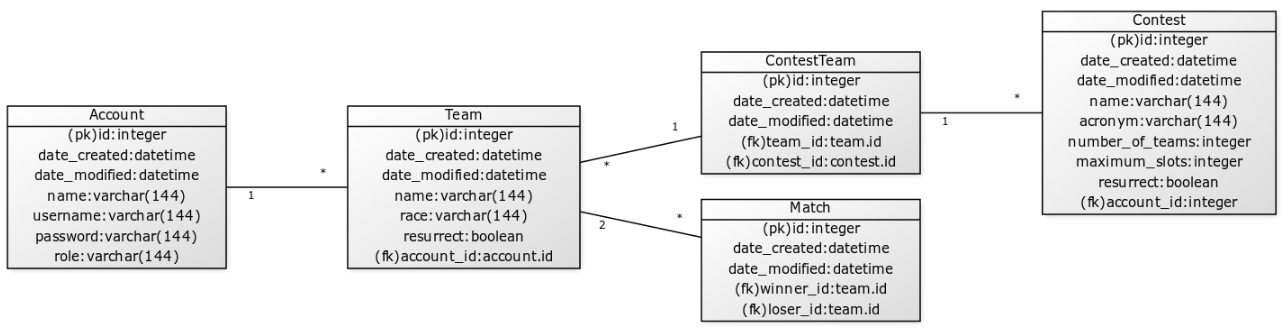 Account
(pk)id:integer
date_created:datetime
date_modified:datetime
name:varchar(144)
username:varchar(144)
password:varchar(144)
role:varchar(144)
1
*
Team
(pk)id:integer
date_created:datetime
date_modified:datetime
name:varchar(144)
race:varchar(144)
resurrect:boolean
(fk)account_id:account.id
*
1
2
*
ContestTeam
(pk)id:integer
date_created:datetime
date_modified:datetime
(fk)team_id:team.id
(fk)contest_id:contest.id
Match
(pk)id:integer
date_created:datetime
date_modified:datetime
(fk)winner_id:team.id
(fk)loser_id:team.id
1
*
Contest
(pk)id:integer
date_created:datetime
date_modified:datetime
name:varchar(144)
acronym:varchar(144)
number_of_teams:integer
maximum_slots:integer
resurrect:boolean
(fk)account_id:integer